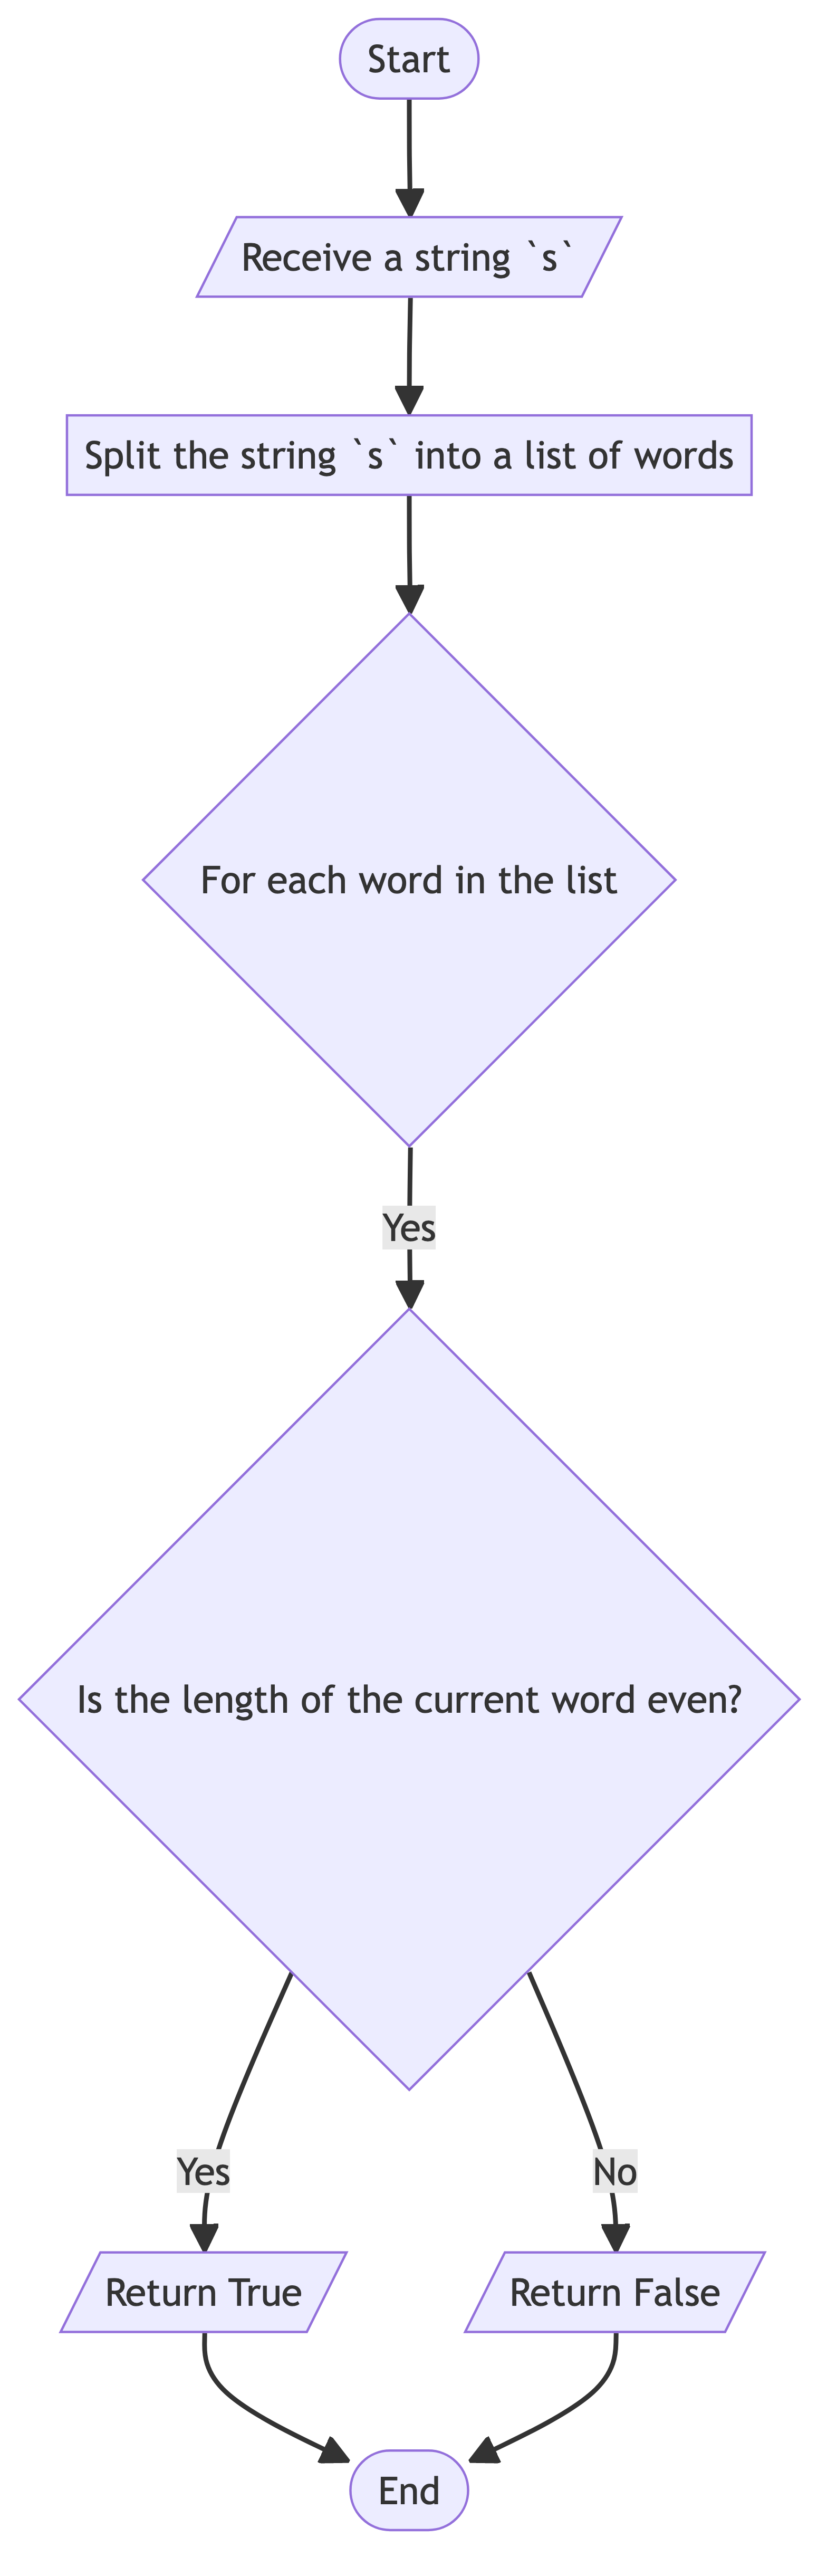 Start
Receive a string `s`
Split the string `s` into a list of words
For each word in the list
Yes
Is the length of the current word even?
Yes
No
Return True
Return False
End